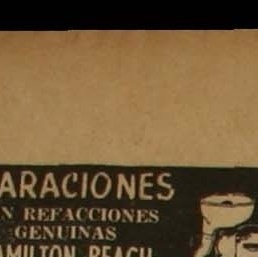 ARACIONES
N REFACCIONES
GENUINAS
AMILTON BEACH